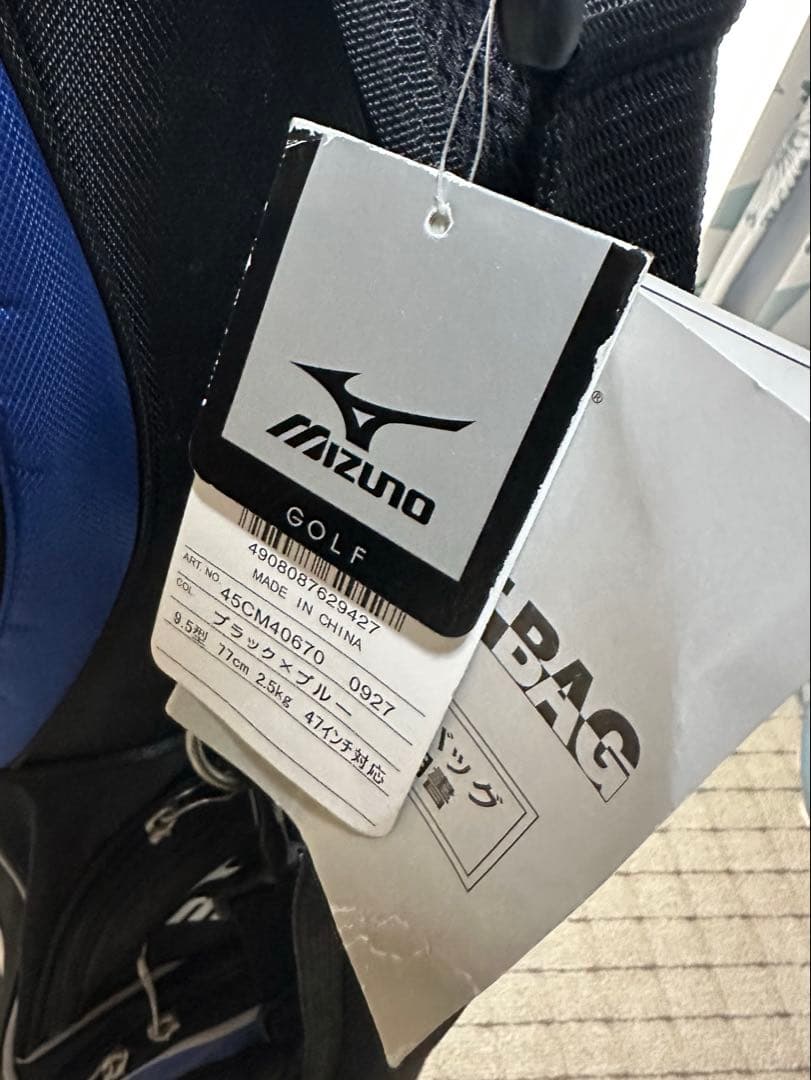 MIZUNO
GOLF
4908087629427
MADE IN CHINA
ART. NO. 45CM40670 0927
COL. ブラック×ブルー
9.5型 77cm 2.5kg 47インチ対応
®
BAG
バッグ
書